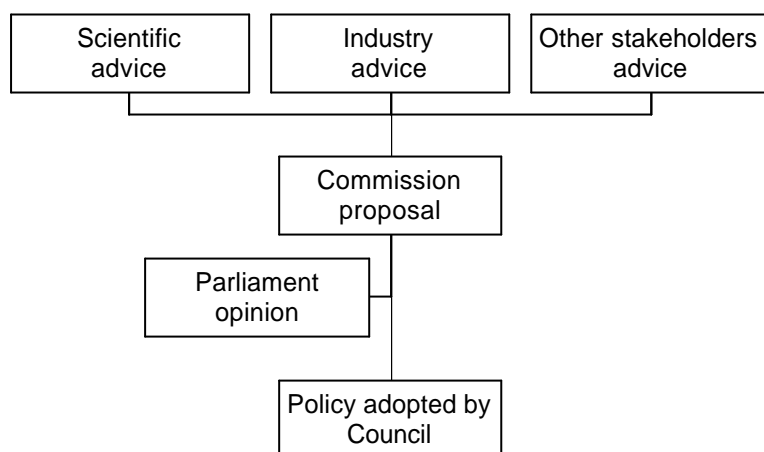 Scientific
advice
Industry
advice
Other stakeholders
advice
Commission
proposal
Parliament
opinion
Policy adopted by
Council